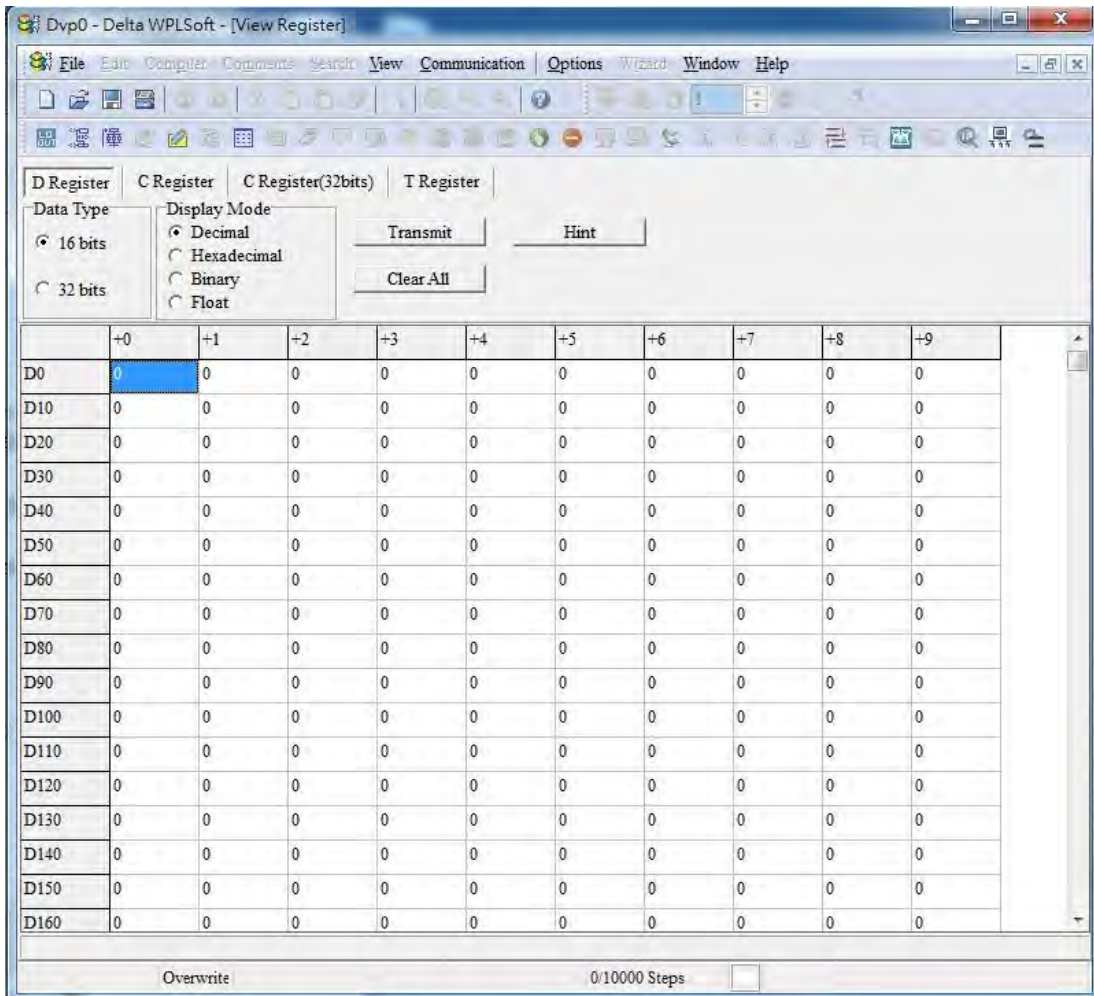 Dvp0 - Delta WPLSoft - [View Register]
File Edit Compiler Comments Search View Communication Options Wizard Window Help
1
D Register C Register C Register(32bits) T Register
Data Type Display Mode
16 bits
32 bits
Decimal
Hexadecimal
Binary
Float
Transmit Hint
Clear All
+0 +1 +2 +3 +4 +5 +6 +7 +8 +9
D0 0 0 0 0 0 0 0 0 0 0
D10 0 0 0 0 0 0 0 0 0 0
D20 0 0 0 0 0 0 0 0 0 0
D30 0 0 0 0 0 0 0 0 0 0
D40 0 0 0 0 0 0 0 0 0 0
D50 0 0 0 0 0 0 0 0 0 0
D60 0 0 0 0 0 0 0 0 0 0
D70 0 0 0 0 0 0 0 0 0 0
D80 0 0 0 0 0 0 0 0 0 0
D90 0 0 0 0 0 0 0 0 0 0
D100 0 0 0 0 0 0 0 0 0 0
D110 0 0 0 0 0 0 0 0 0 0
D120 0 0 0 0 0 0 0 0 0 0
D130 0 0 0 0 0 0 0 0 0 0
D140 0 0 0 0 0 0 0 0 0 0
D150 0 0 0 0 0 0 0 0 0 0
D160 0 0 0 0 0 0 0 0 0 0
Overwrite 0/10000 Steps